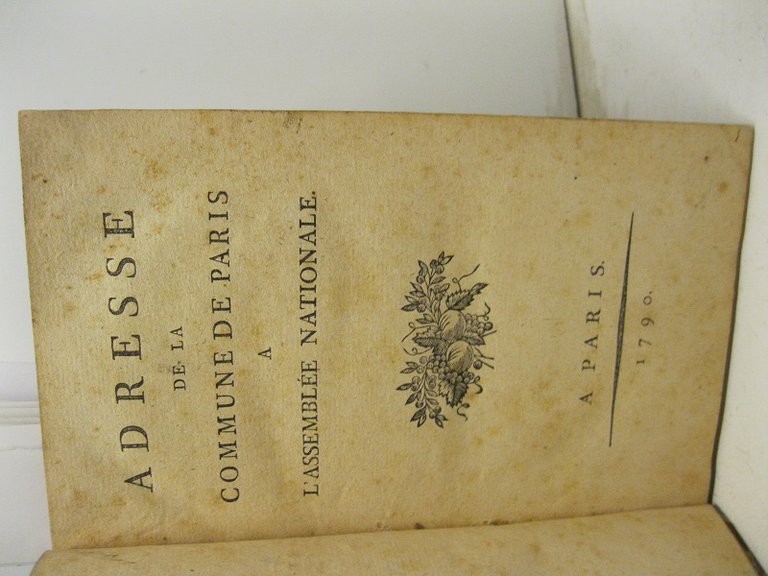 ADRESSE
DE LA
COMMUNE DE PARIS
A
L'ASSEMBLÉE NATIONALE.
A PARIS.
1790.